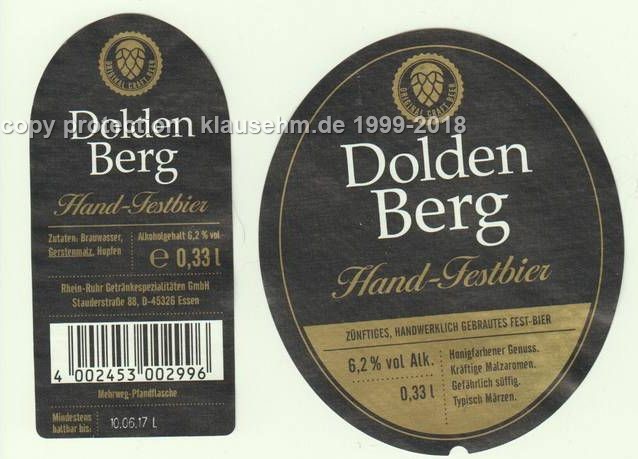 ORIGINAL CRAFT BEER
Dolden
Berg
Hand-Festbier
Zutaten: Brauwasser,
Gerstenmalz, Hopfen
Alkoholgehalt 6,2 % vol
e 0,33 l
Rhein-Ruhr Getränkespezialitäten GmbH
Stauderstraße 88, D-45326 Essen
4 002453 002996
Mehrweg-Pfandflasche
Mindestens
haltbar bis:
10.06.17 L
ORIGINAL CRAFT BEER
Dolden
Berg
Hand-Festbier
ZÜNFTIGES, HANDWERKLICH GEBRAUTES FEST-BIER
6,2 % vol Alk.
0,33 l
Honigfarbener Genuss.
Kräftige Malzaromen.
Gefährlich süffig.
Typisch Märzen.
copy protection klausehm.de 1999-2018